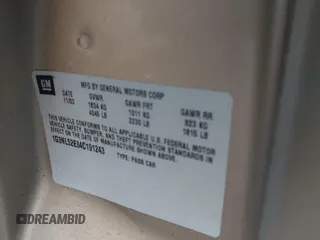 GM
MFG BY GENERAL MOTORS CORP
DATE GVWR GAWR FRT GAWR RR
11/02 1834 KG 1011 KG 823 KG
4045 LB 2230 LB 1815 LB
THIS VEHICLE CONFORMS TO ALL APPLICABLE U.S. FEDERAL MOTOR
VEHICLE SAFETY, BUMPER, AND THEFT PREVENTION STANDARDS IN
EFFECT ON THE DATE OF MANUFACTURE SHOWN ABOVE.
1G3NL52E34C191243 TYPE: PASS CAR
DREAMBID